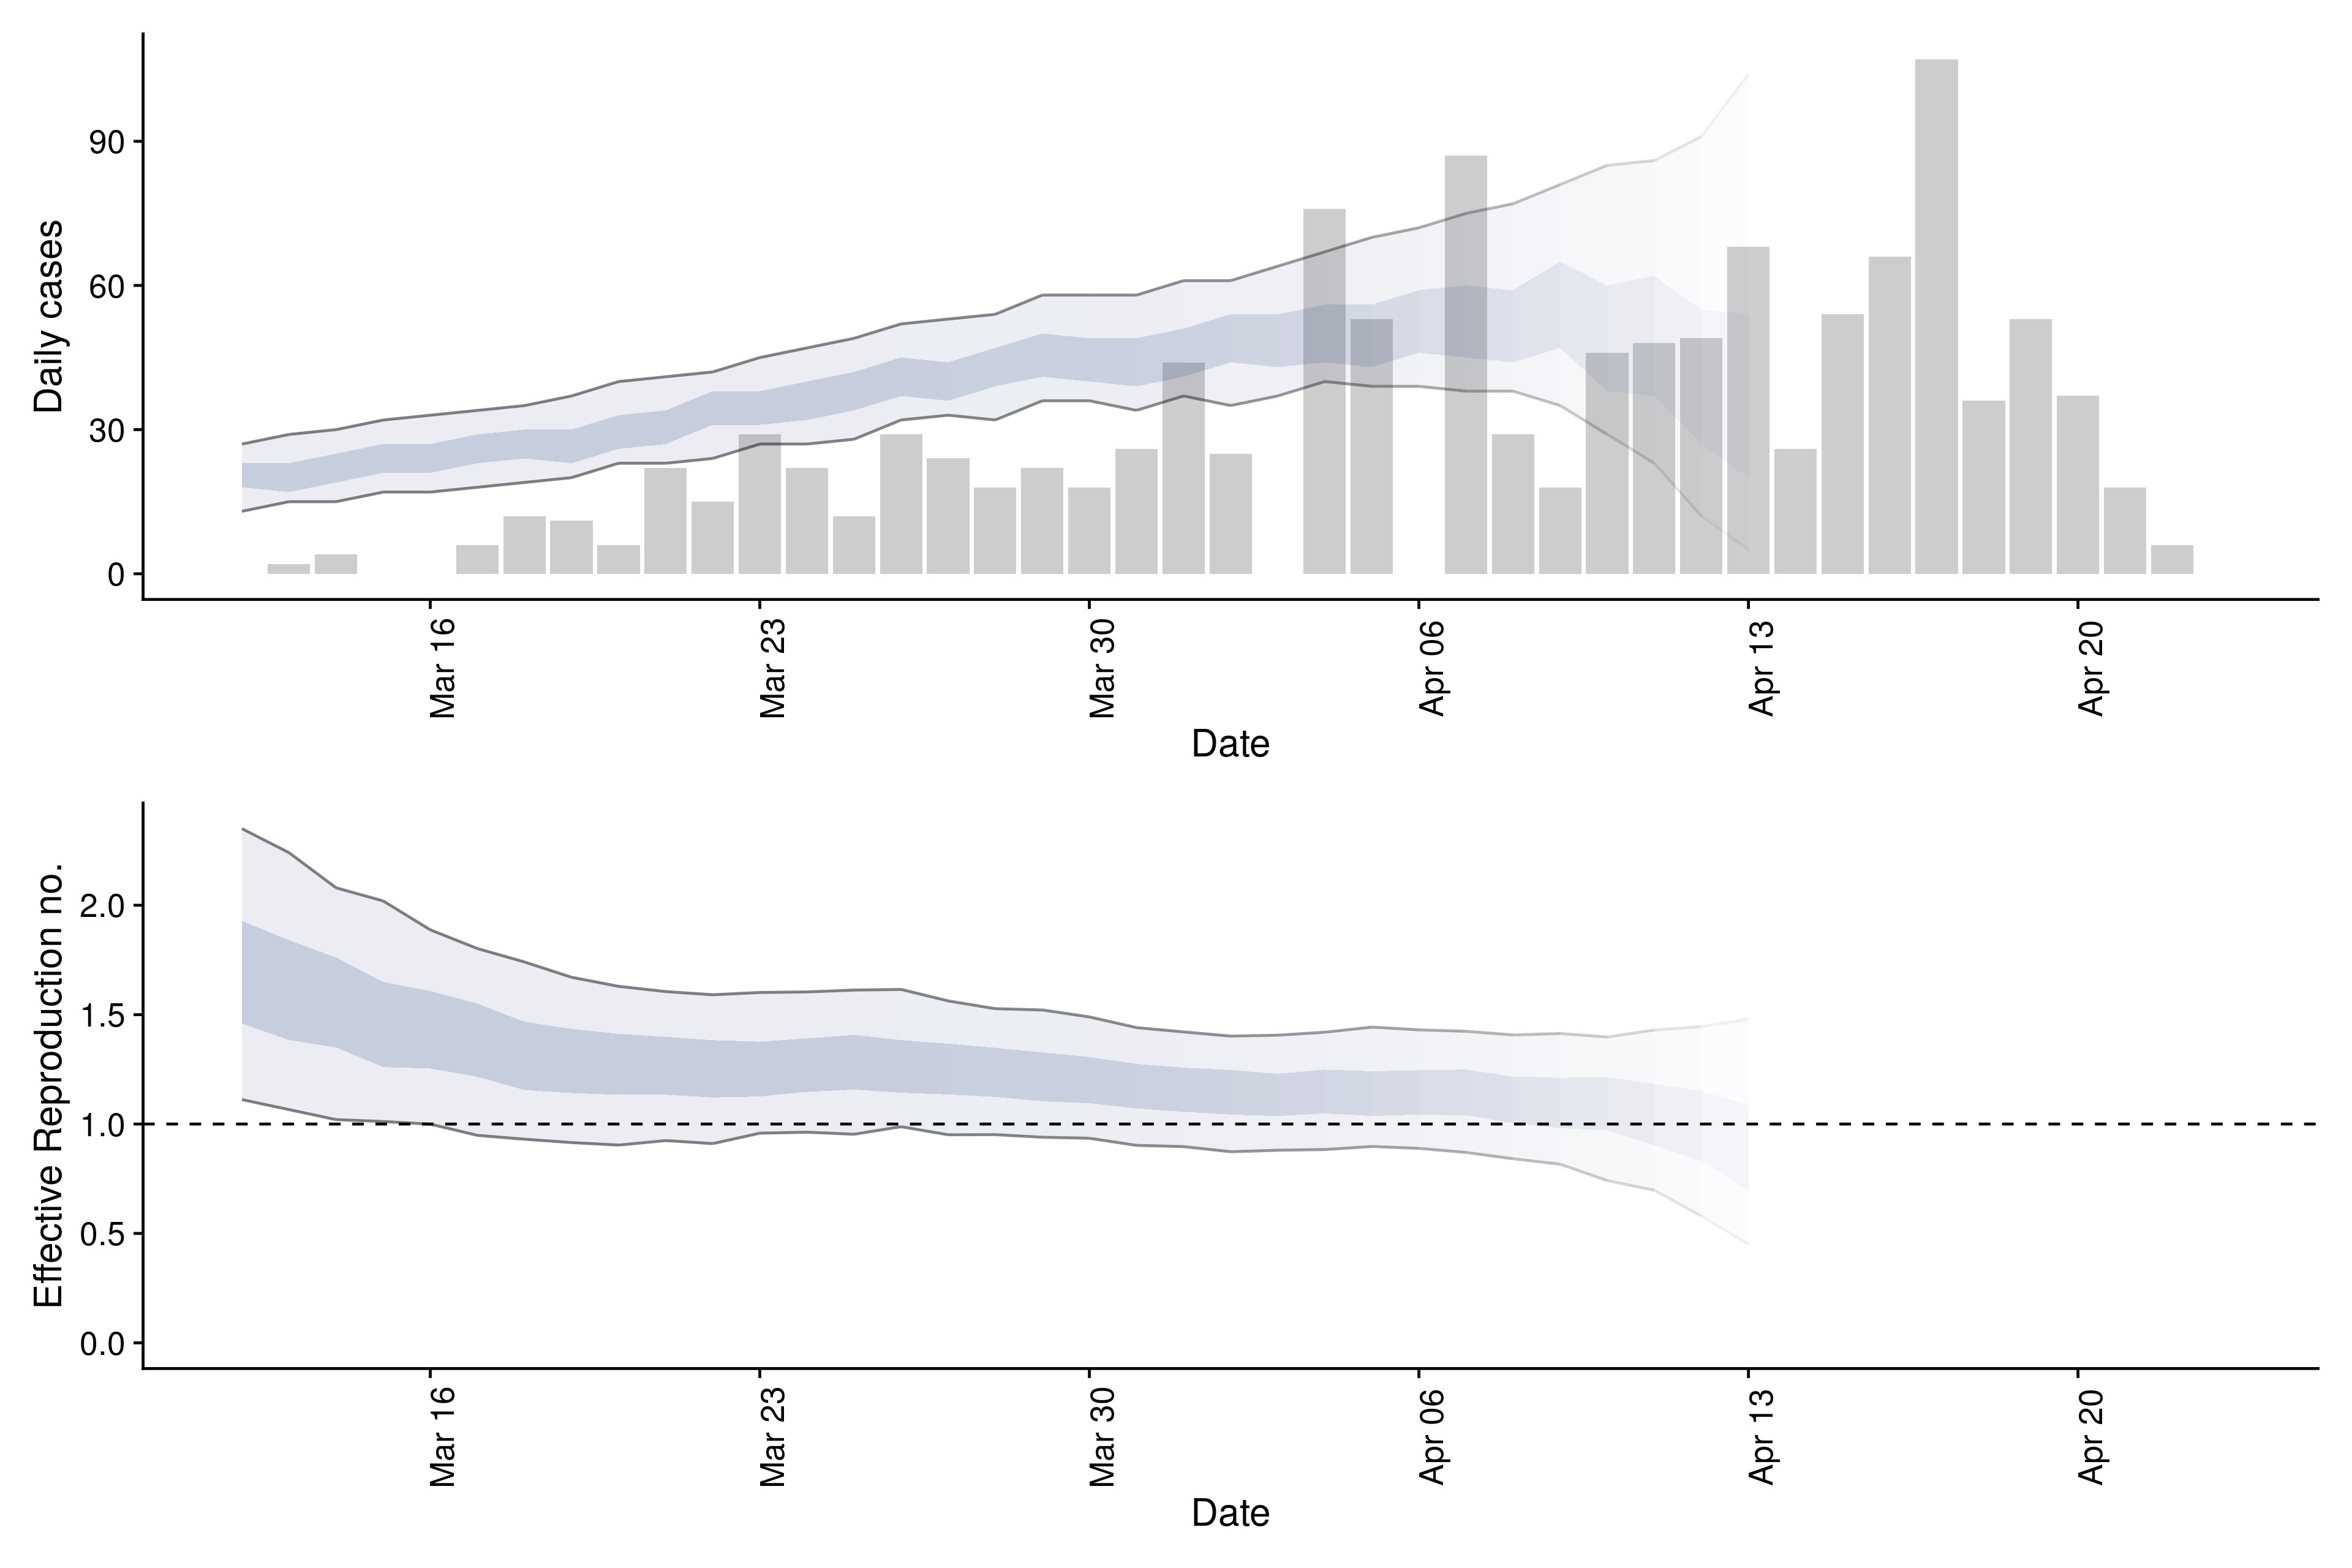 Daily cases
90
60
30
0
Mar 16
Mar 23
Mar 30
Apr 06
Apr 13
Apr 20
Date
Effective Reproduction no.
2.0
1.5
1.0
0.5
0.0
Mar 16
Mar 23
Mar 30
Apr 06
Apr 13
Apr 20
Date